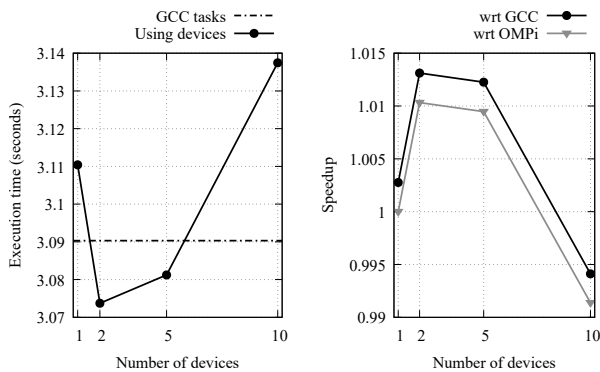 GCC tasks
Using devices
3.14
3.13
3.12
3.11
3.1
3.09
3.08
3.07
1 2 5 10
Execution time (seconds)
Number of devices
wrt GCC
wrt OMPi
1.015
1.01
1.005
1
0.995
0.99
1 2 5 10
Speedup
Number of devices